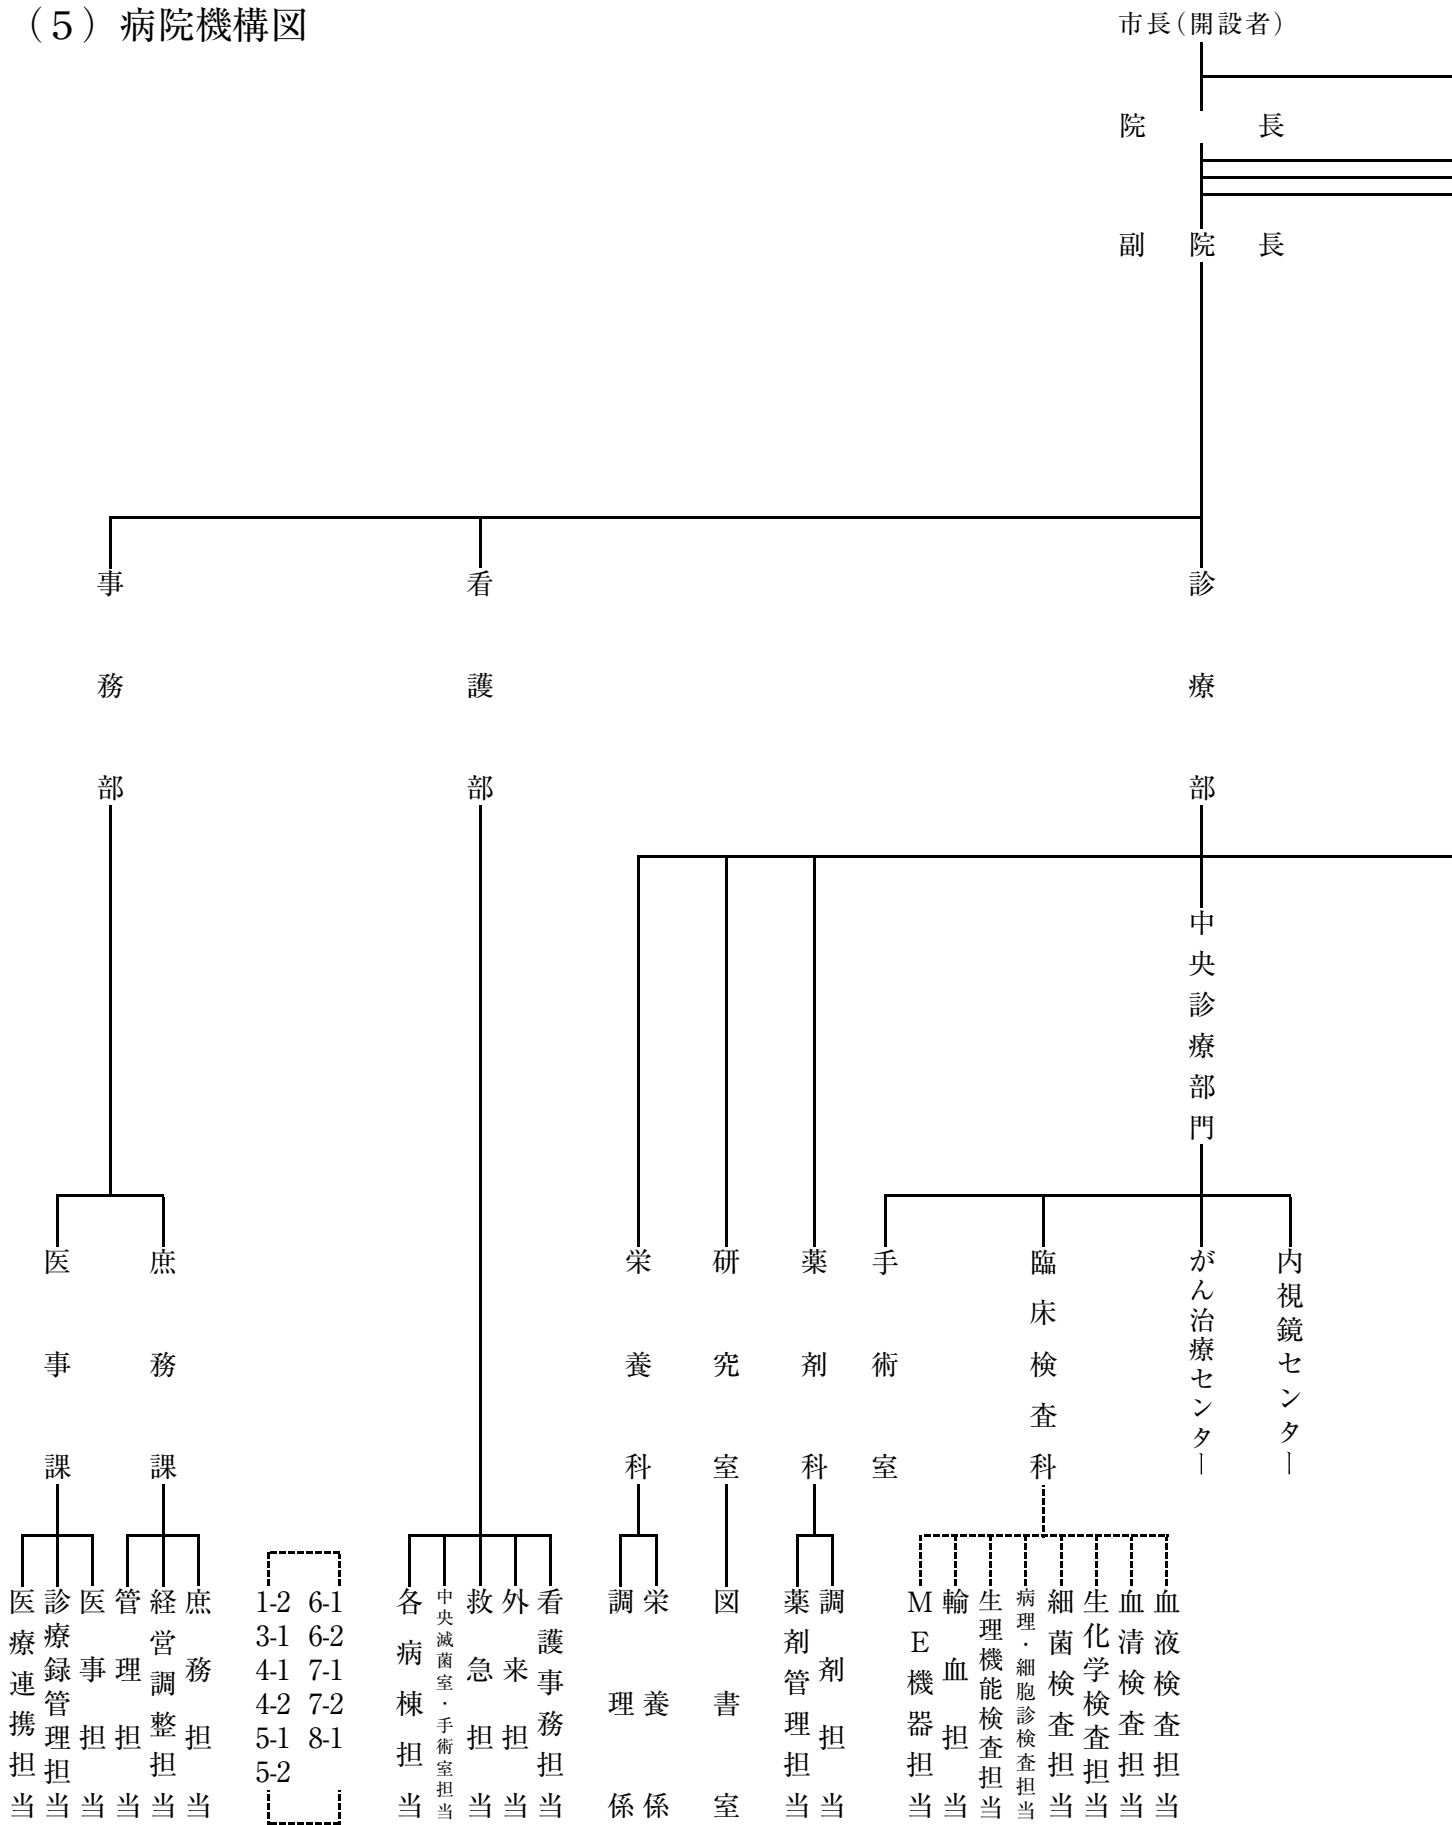 （5）病院機構図
市長（開設者）
院長
副院長
診療部
看護部
事務部
中央診療部門
内視鏡センター
がん治療センター
臨床検査科
手術室
薬剤科
研究室
栄養科
庶務課
医事課
血液検査担当
血清検査担当
生化学検査担当
細菌検査担当
病理・細胞診検査担当
生理機能検査担当
輸血担当
ＭＥ機器担当
調剤担当
薬剤管理担当
図書室
栄養係
調理係
看護事務担当
外来担当
救急担当
中央滅菌室・手術室担当
各病棟担当
1-2 6-1
3-1 6-2
4-1 7-1
4-2 7-2
5-1 8-1
5-2
庶務担当
経営調整担当
管理担当
医事担当
診療録管理担当
医療連携担当